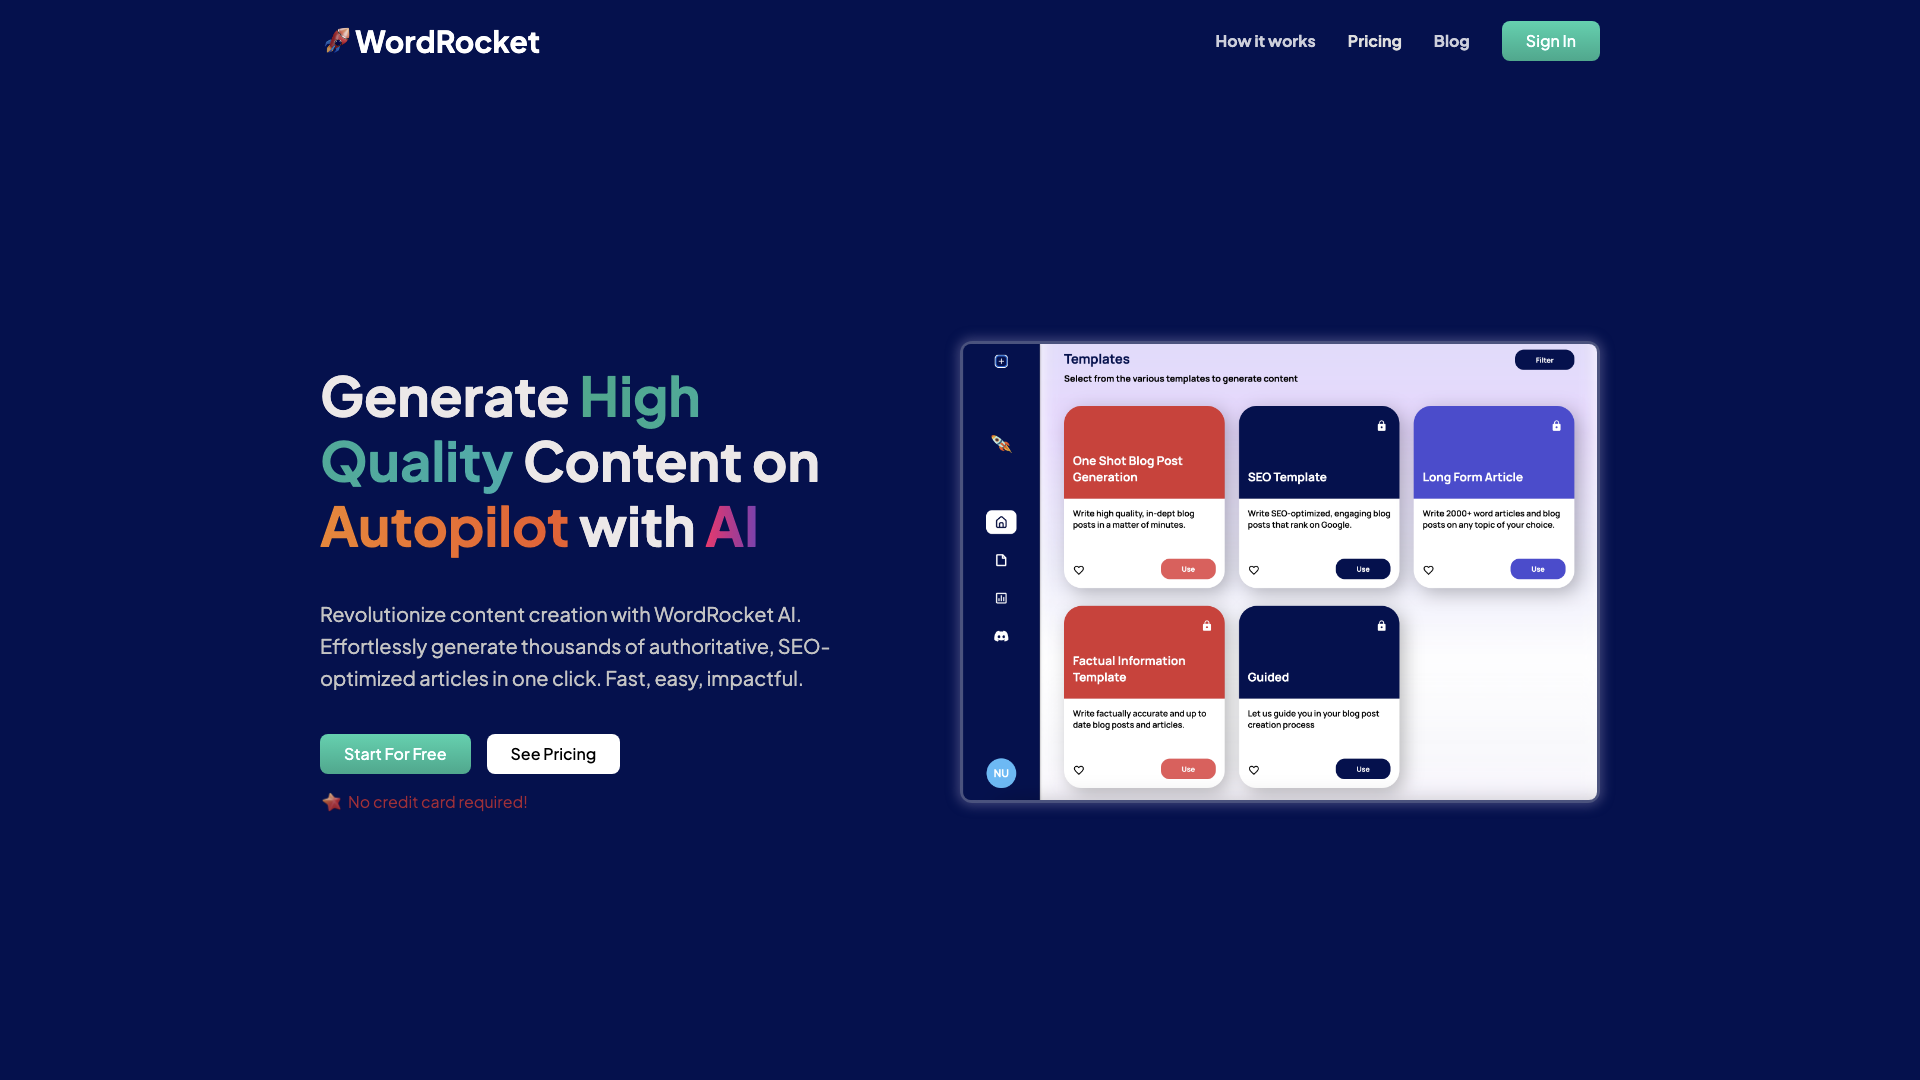 WordRocket
How it works
Pricing
Blog
Sign In
Generate High
Quality Content on
Autopilot with AI
Revolutionize content creation with WordRocket AI.
Effortlessly generate thousands of authoritative, SEO-
optimized articles in one click. Fast, easy, impactful.
Start For Free
See Pricing
No credit card required!
Templates
Filter
Select from the various templates to generate content
One Shot Blog Post
Generation
Write high quality, in-dept blog
posts in a matter of minutes.
Use
SEO Template
Write SEO-optimized, engaging blog
posts that rank on Google.
Use
Long Form Article
Write 2000+ word articles and blog
posts on any topic of your choice.
Use
Factual Information
Template
Write factually accurate and up to
date blog posts and articles.
Use
Guided
Let us guide you in your blog post
creation process
Use
NU